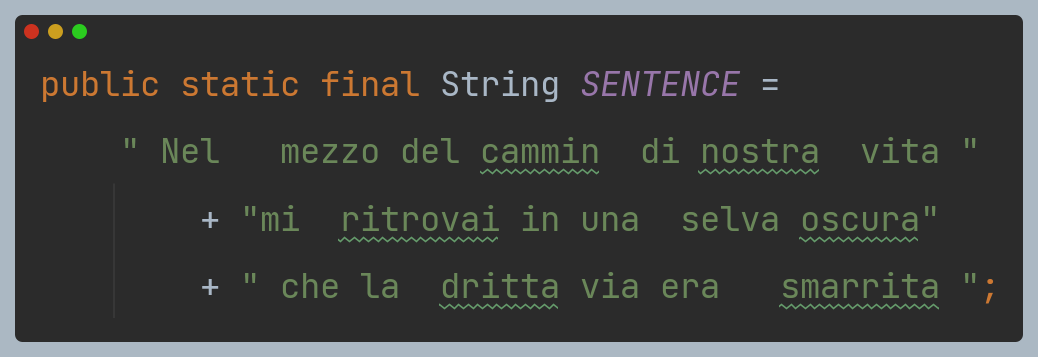 public static final String SENTENCE =
    " Nel   mezzo del cammin  di nostra  vita "
        + "mi  ritrovai in una  selva oscura"
        + " che la  dritta via era   smarrita ";